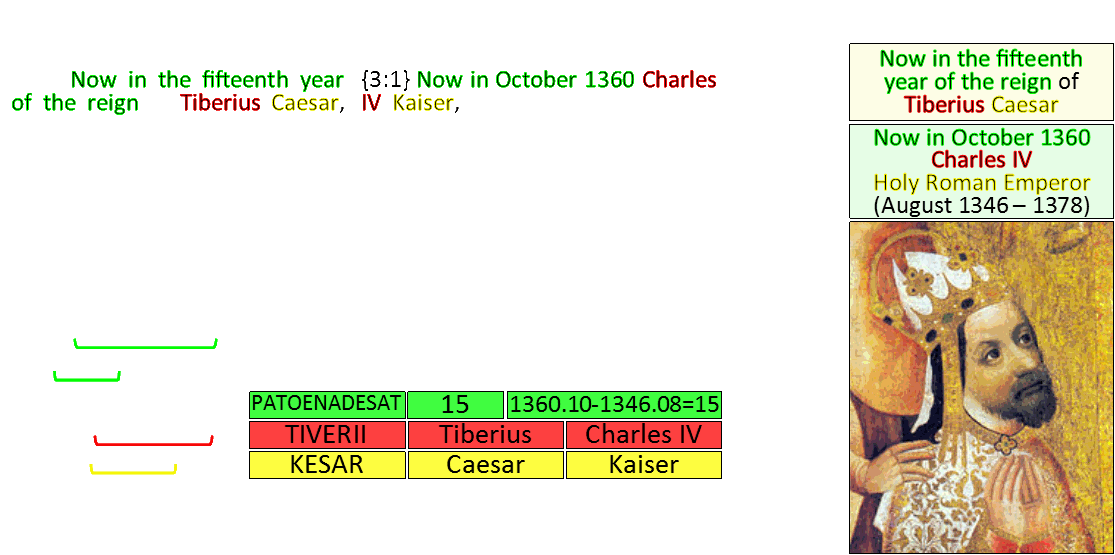 Now in the fifteenth year {3:1} Now in October 1360 Charles
of the reign Tiberius Caesar, IV Kaiser,
Now in the fifteenth
year of the reign of
Tiberius Caesar
Now in October 1360
Charles IV
Holy Roman Emperor
(August 1346 – 1378)
PATOENADESAT 15 1360.10-1346.08=15
TIVERII Tiberius Charles IV
KESAR Caesar Kaiser